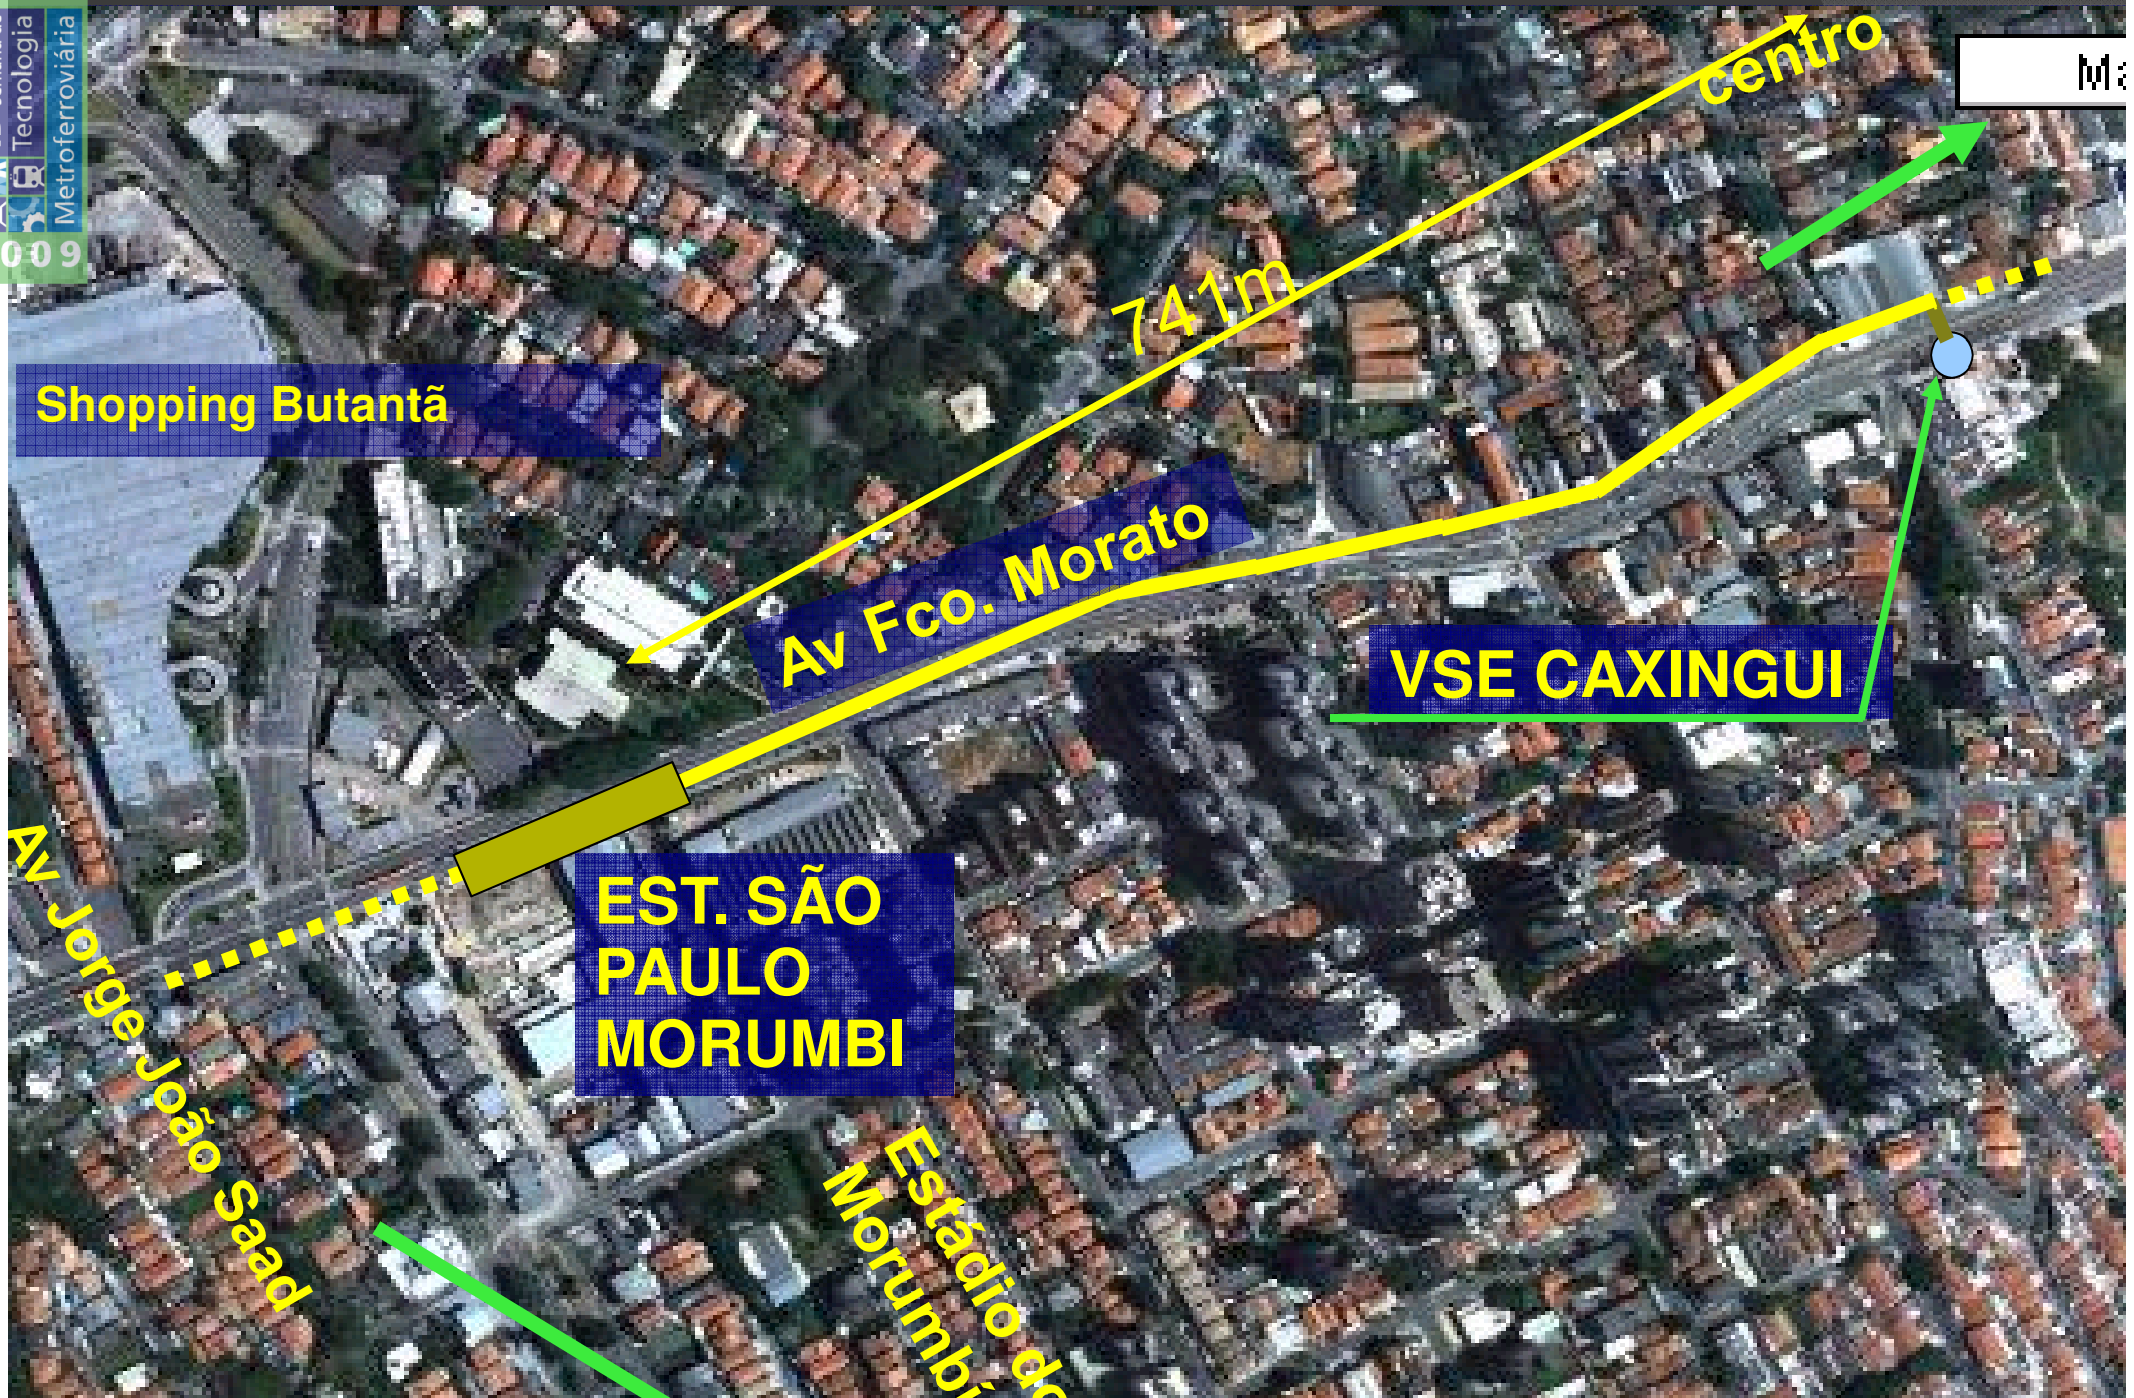 Tecnologia
Metroferroviária
009
centro
741m
Shopping Butantã
Av Fco. Morato
VSE CAXINGUI
EST. SÃO
PAULO
MORUMBI
Av Jorge João Saad
Estádio do
Morumbi